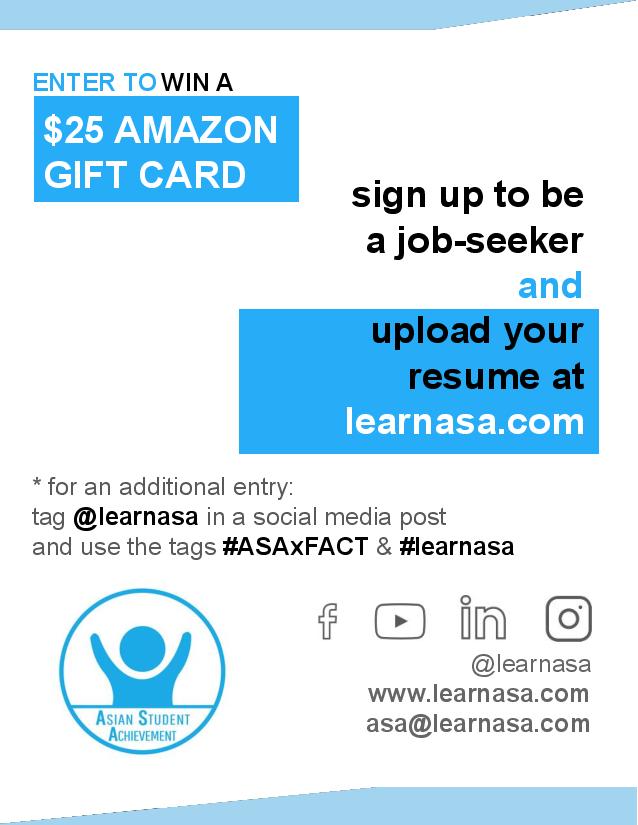 ENTER TO WIN A
$25 AMAZON
GIFT CARD
sign up to be
a job-seeker
and
upload your
resume at
learnasa.com
* for an additional entry:
tag @learnasa in a social media post
and use the tags #ASAxFACT & #learnasa
ASIAN STUDENT
ACHIEVEMENT
@learnasa
www.learnasa.com
asa@learnasa.com